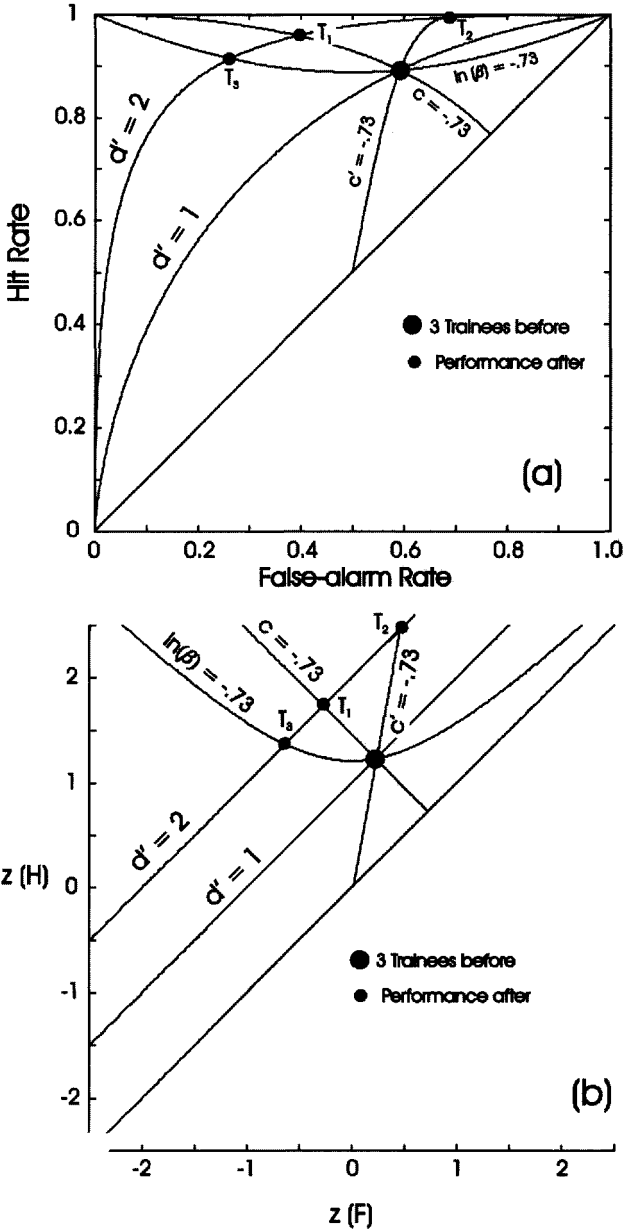 1
T₁
T₂
T₃
ln (β) = -.73
c = -.73
c' = -.73
d' = 2
d' = 1
0.8
0.6
0.4
0.2
0
Hit Rate
3 Trainees before
Performance after
(a)
0 0.2 0.4 0.6 0.8 1.0
False-alarm Rate
T₂
c = -.73
ln(β) = -.73
c' = -.73
T₁
T₃
d' = 2
d' = 1
2
1
0
-1
-2
z (H)
3 Trainees before
Performance after
(b)
-2 -1 0 1 2
z (F)